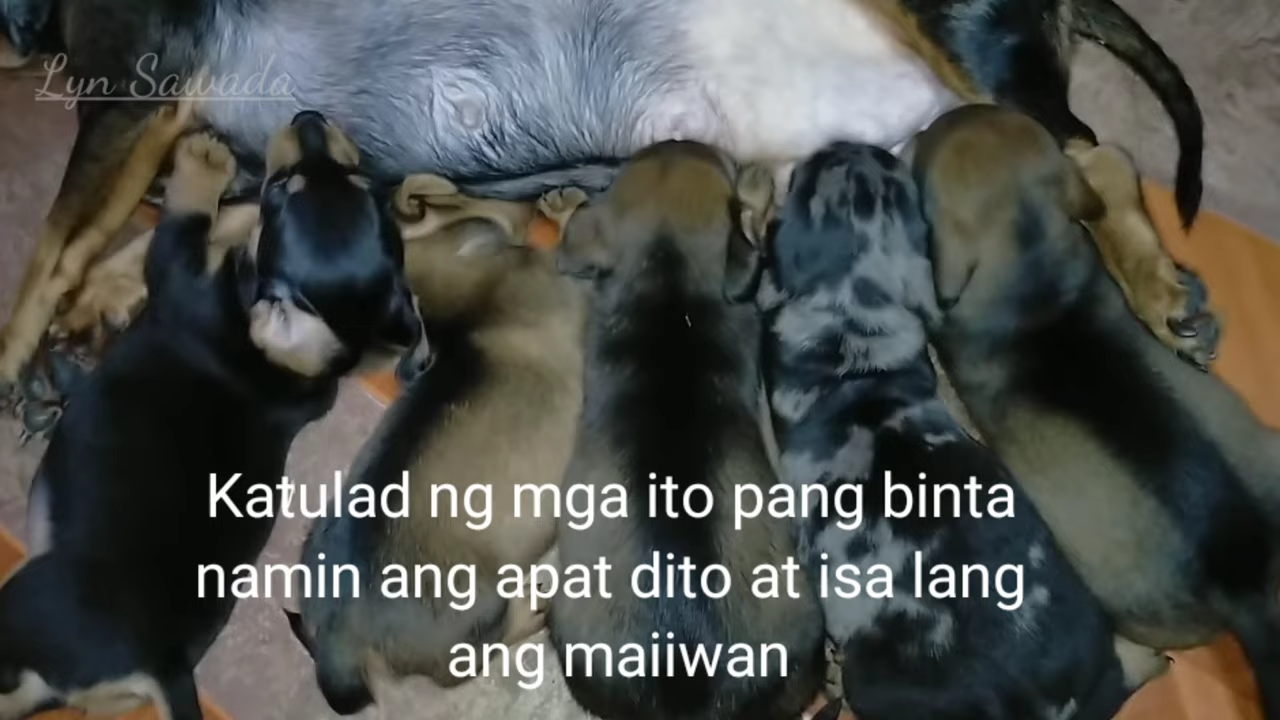 Lyn Sawada
Katulad ng mga ito pang binta
namin ang apat dito at isa lang
ang maiiwan